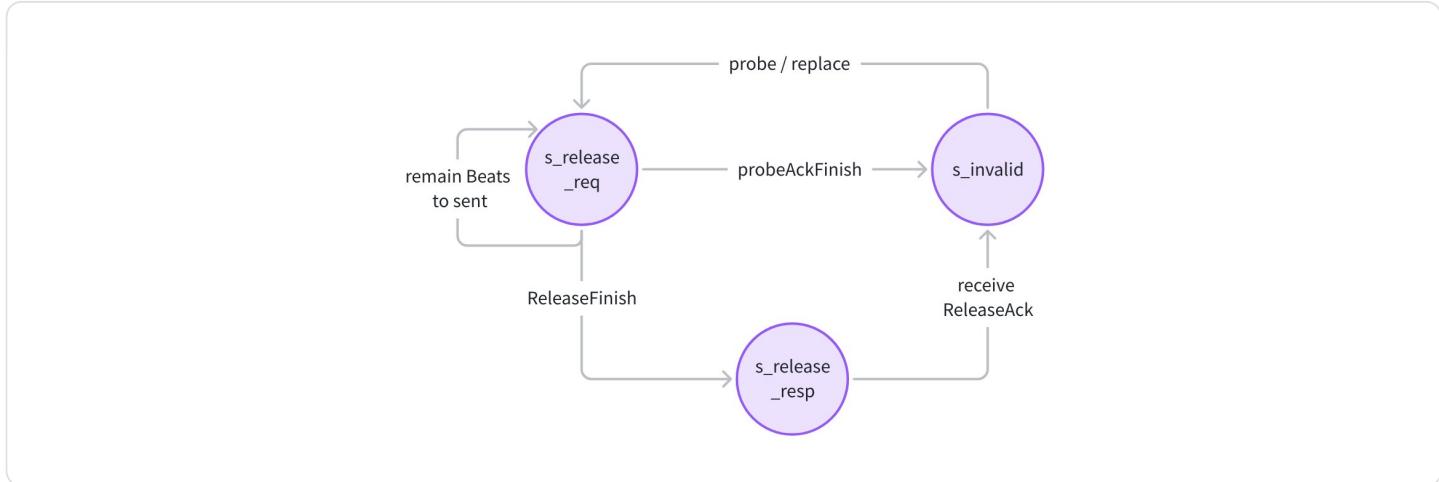 probe / replace
s_release
_req
probeAckFinish
s_invalid
remain Beats
to sent
ReleaseFinish
receive
ReleaseAck
s_release
_resp